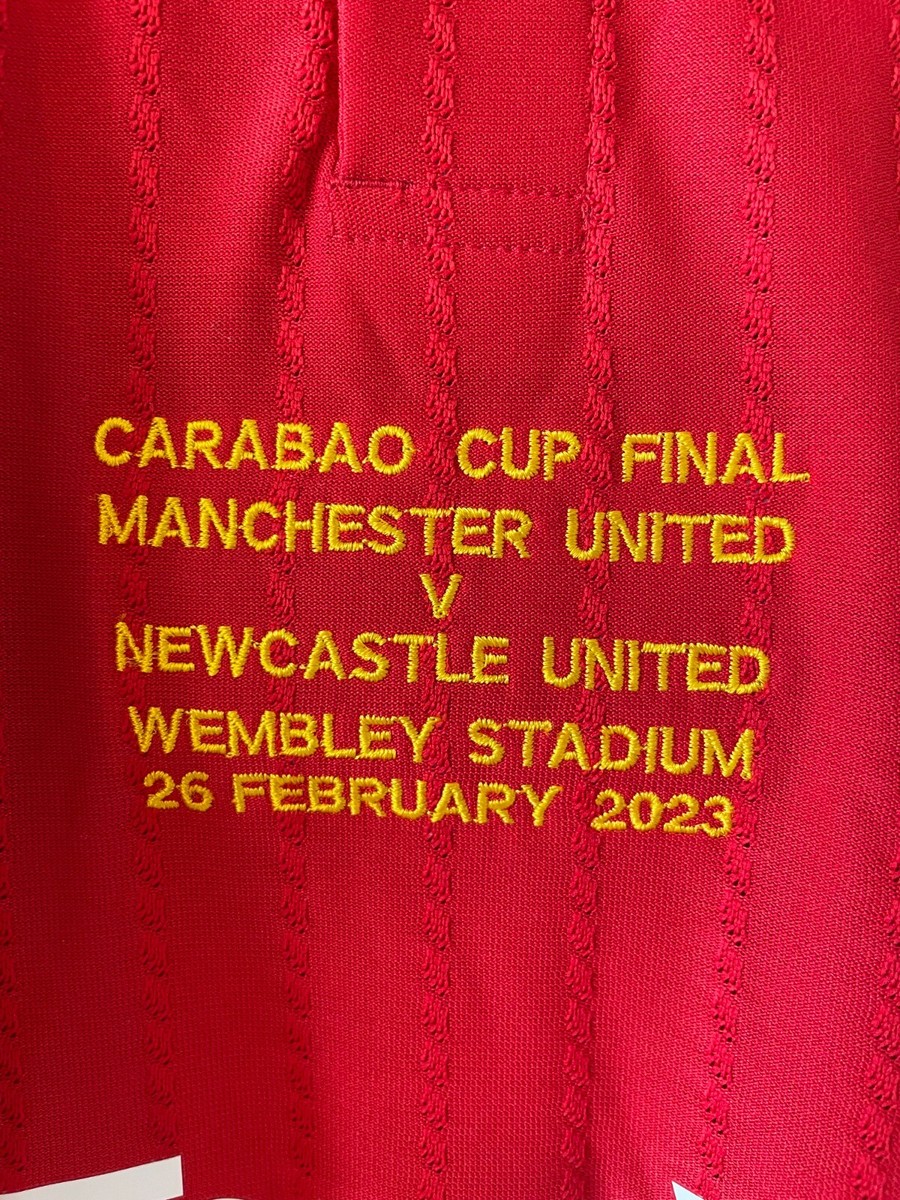 CARABAO CUP FINAL
MANCHESTER UNITED
V
NEWCASTLE UNITED
WEMBLEY STADIUM
26 FEBRUARY 2023